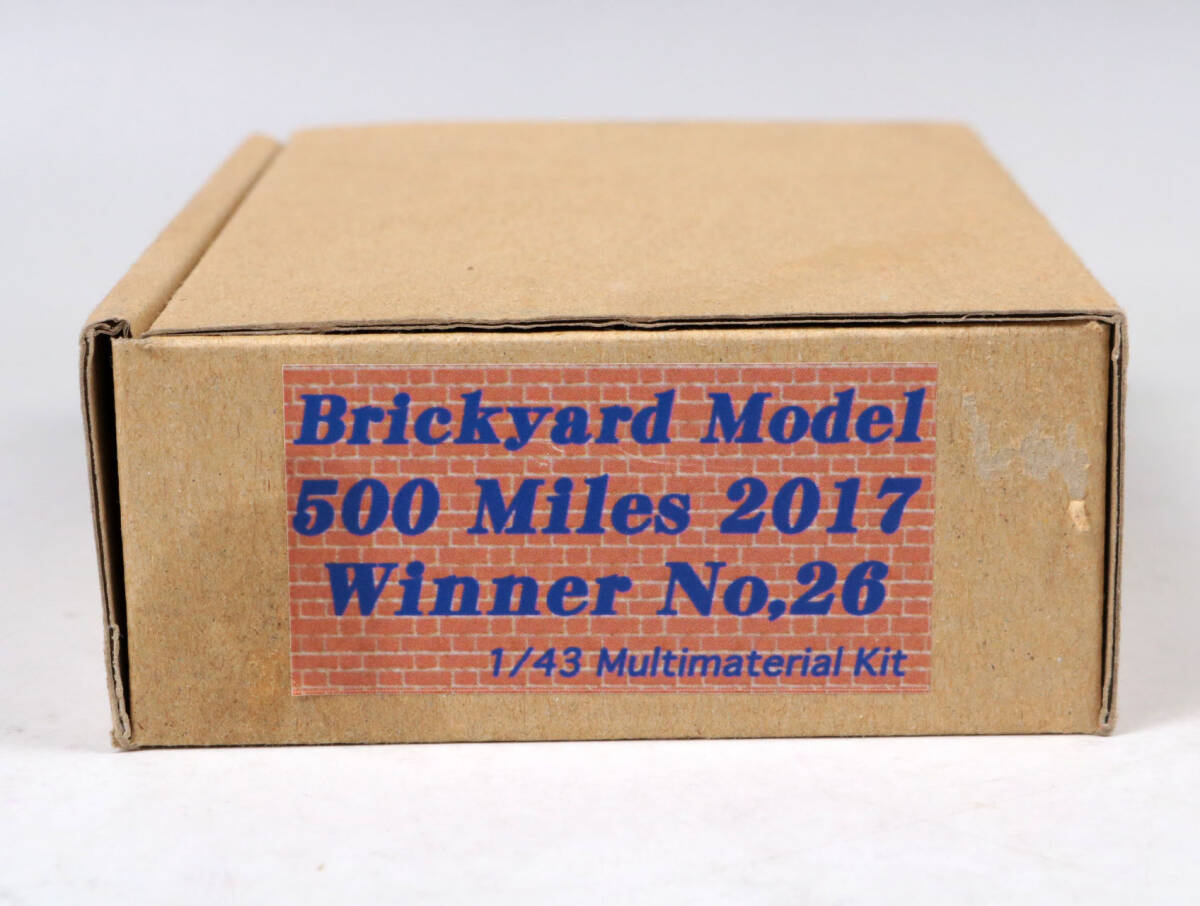 Brickyard Model
500 Miles 2017
Winner No,26
1/43 Multimaterial Kit